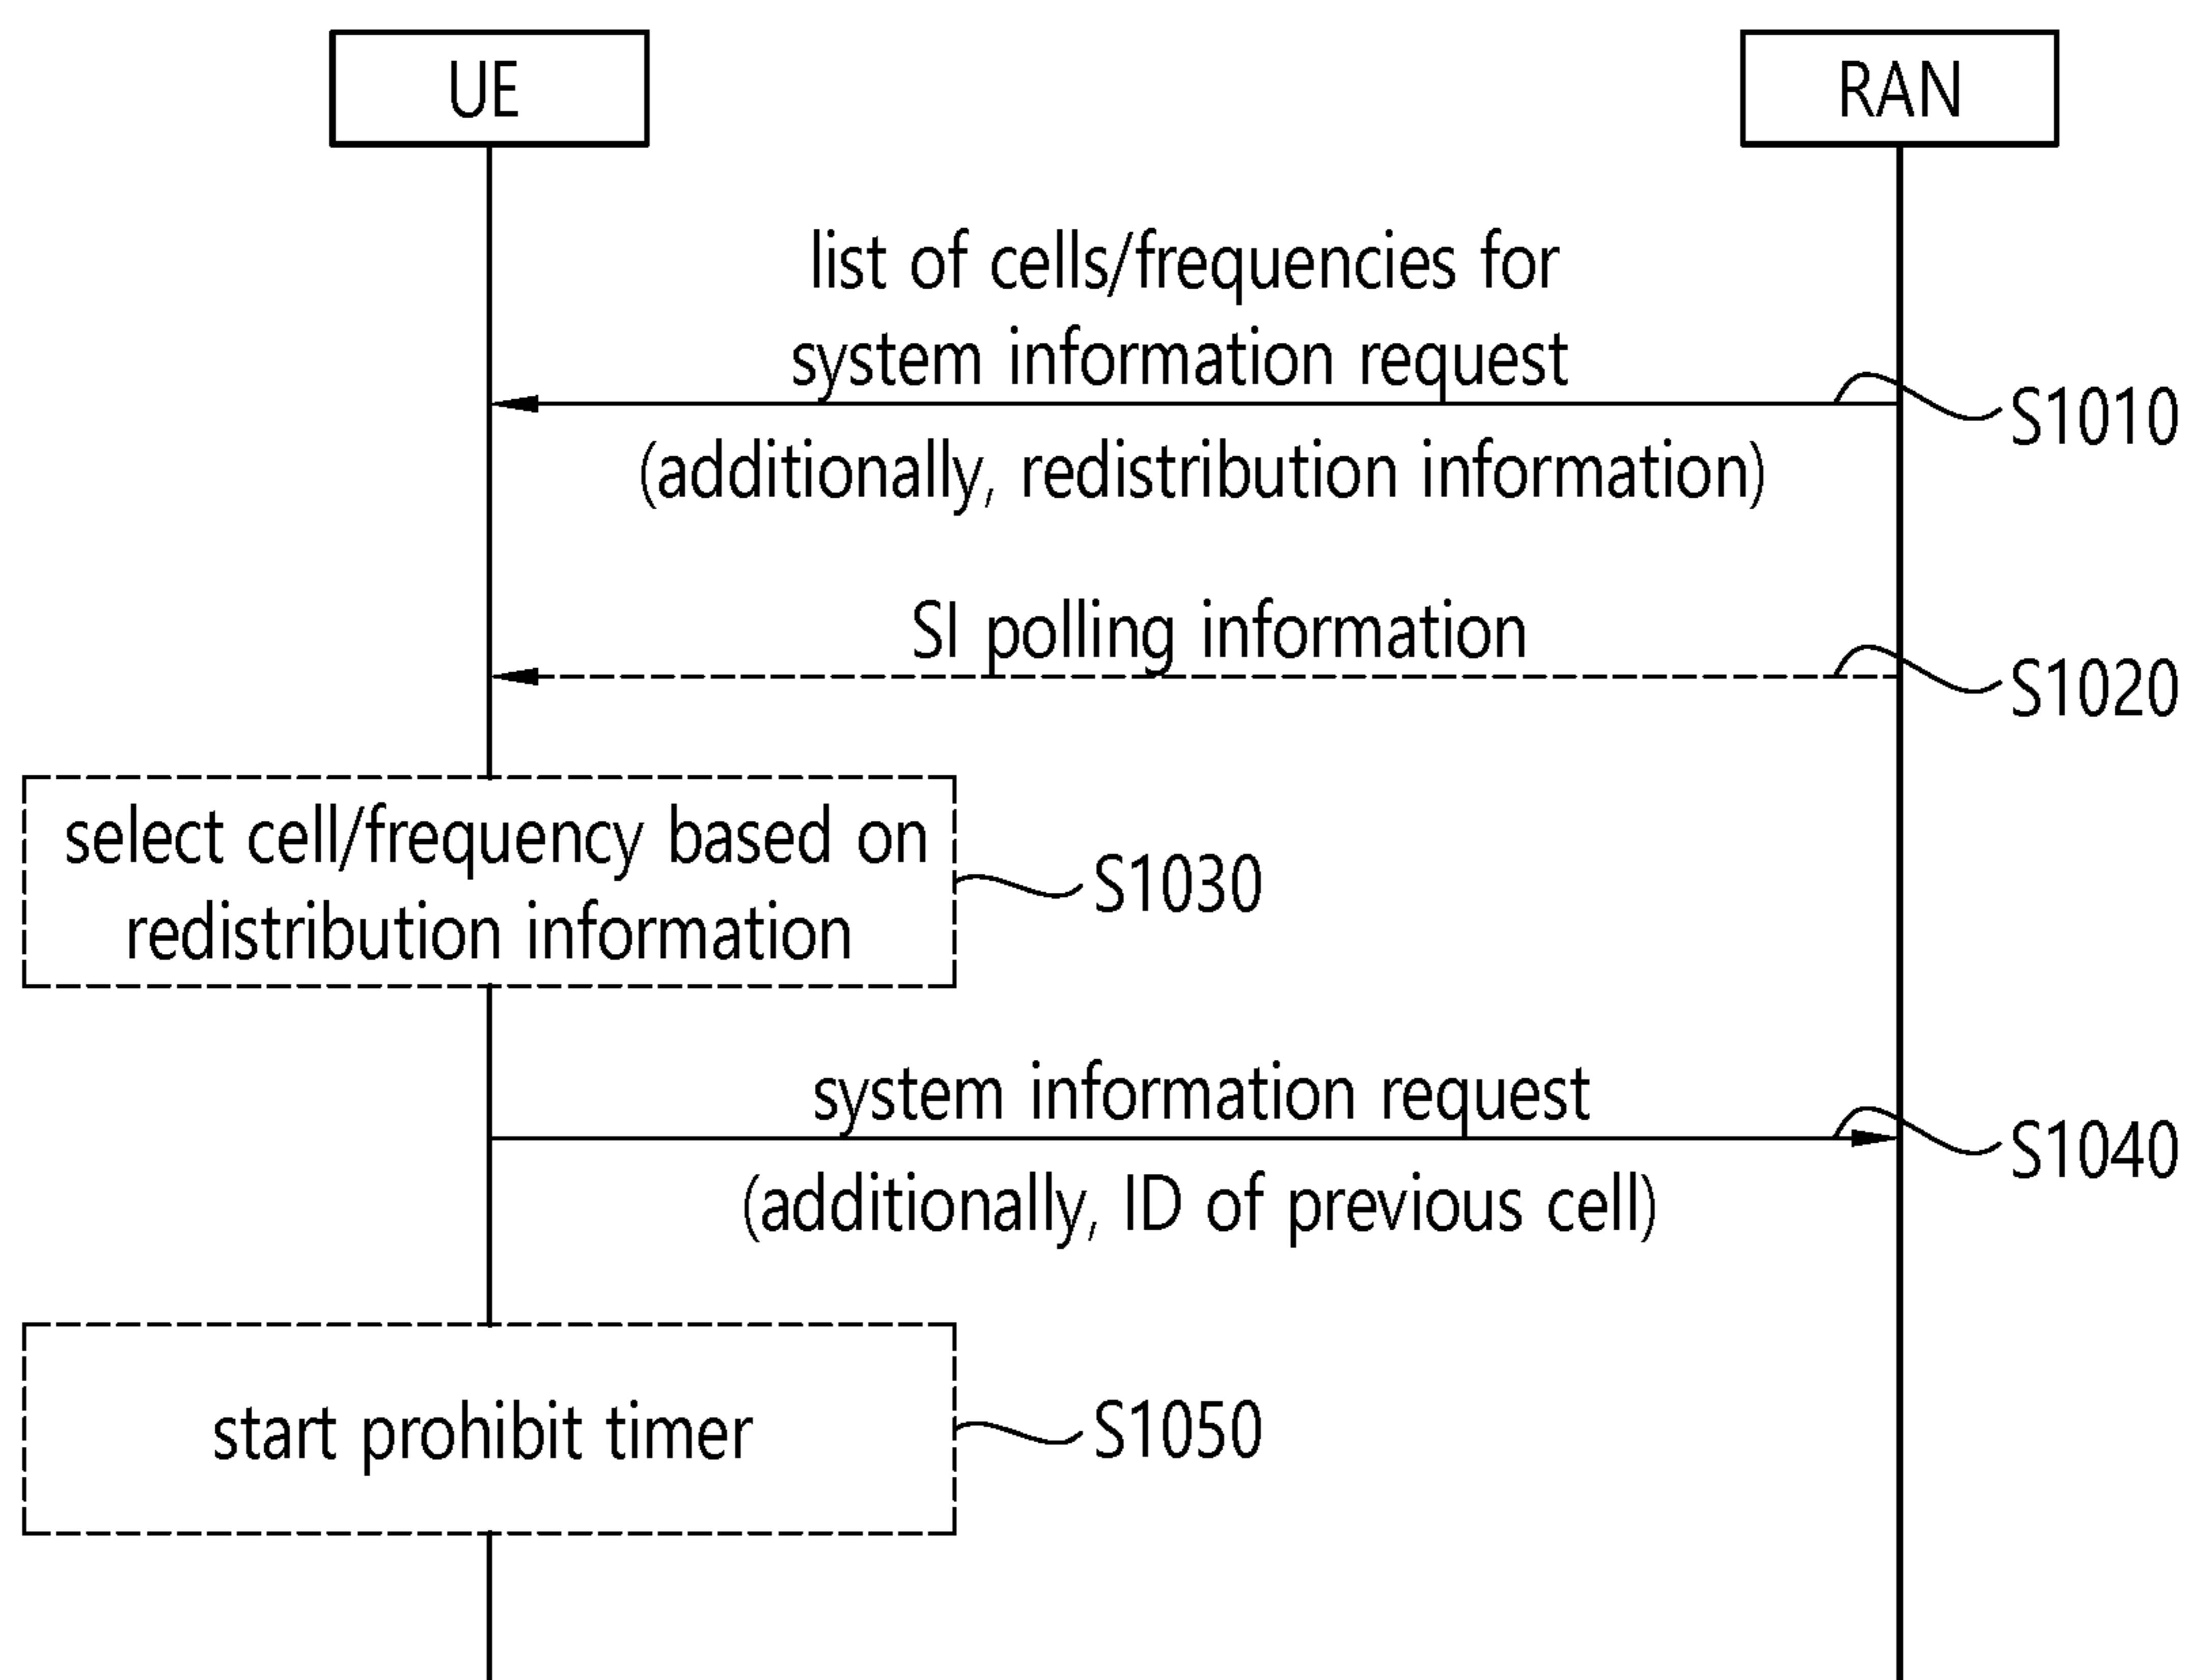 UE
RAN
list of cells/frequencies for
system information request
S1010
(additionally, redistribution information)
SI polling information
S1020
select cell/frequency based on
redistribution information
S1030
system information request
S1040
(additionally, ID of previous cell)
start prohibit timer
S1050